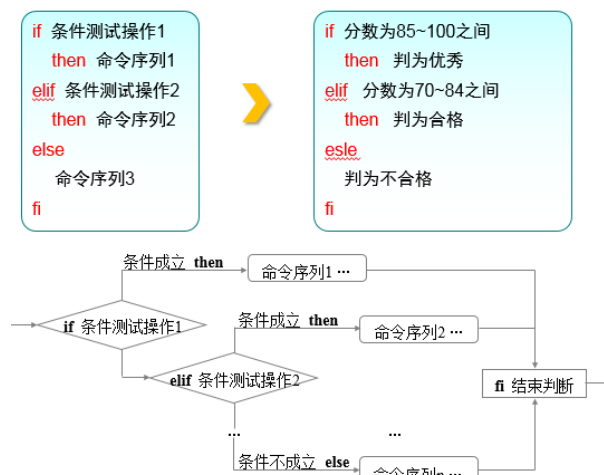 if 条件测试操作1
then 命令序列1
elif 条件测试操作2
then 命令序列2
else
命令序列3
fi
if 分数为85~100之间
then 判为优秀
elif 分数为70~84之间
then 判为合格
esle
判为不合格
fi
条件成立 then
命令序列1 ...
if 条件测试操作1
条件成立 then
命令序列2 ...
elif 条件测试操作2
fi 结束判断
...
...
条件不成立 else
命令序列n ...